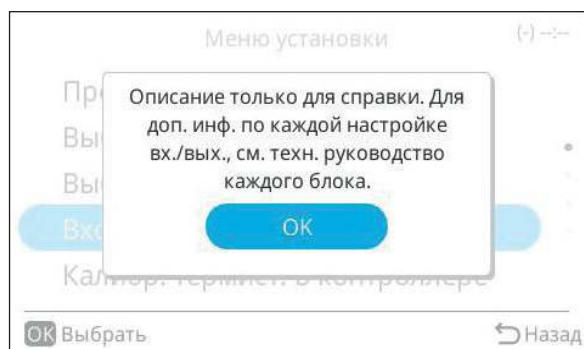 Меню установки
(-) --:--
Описание только для справки. Для
доп. инф. по каждой настройке
вх./вых., см. техн. руководство
каждого блока.
OK
OK Выбрать
Назад